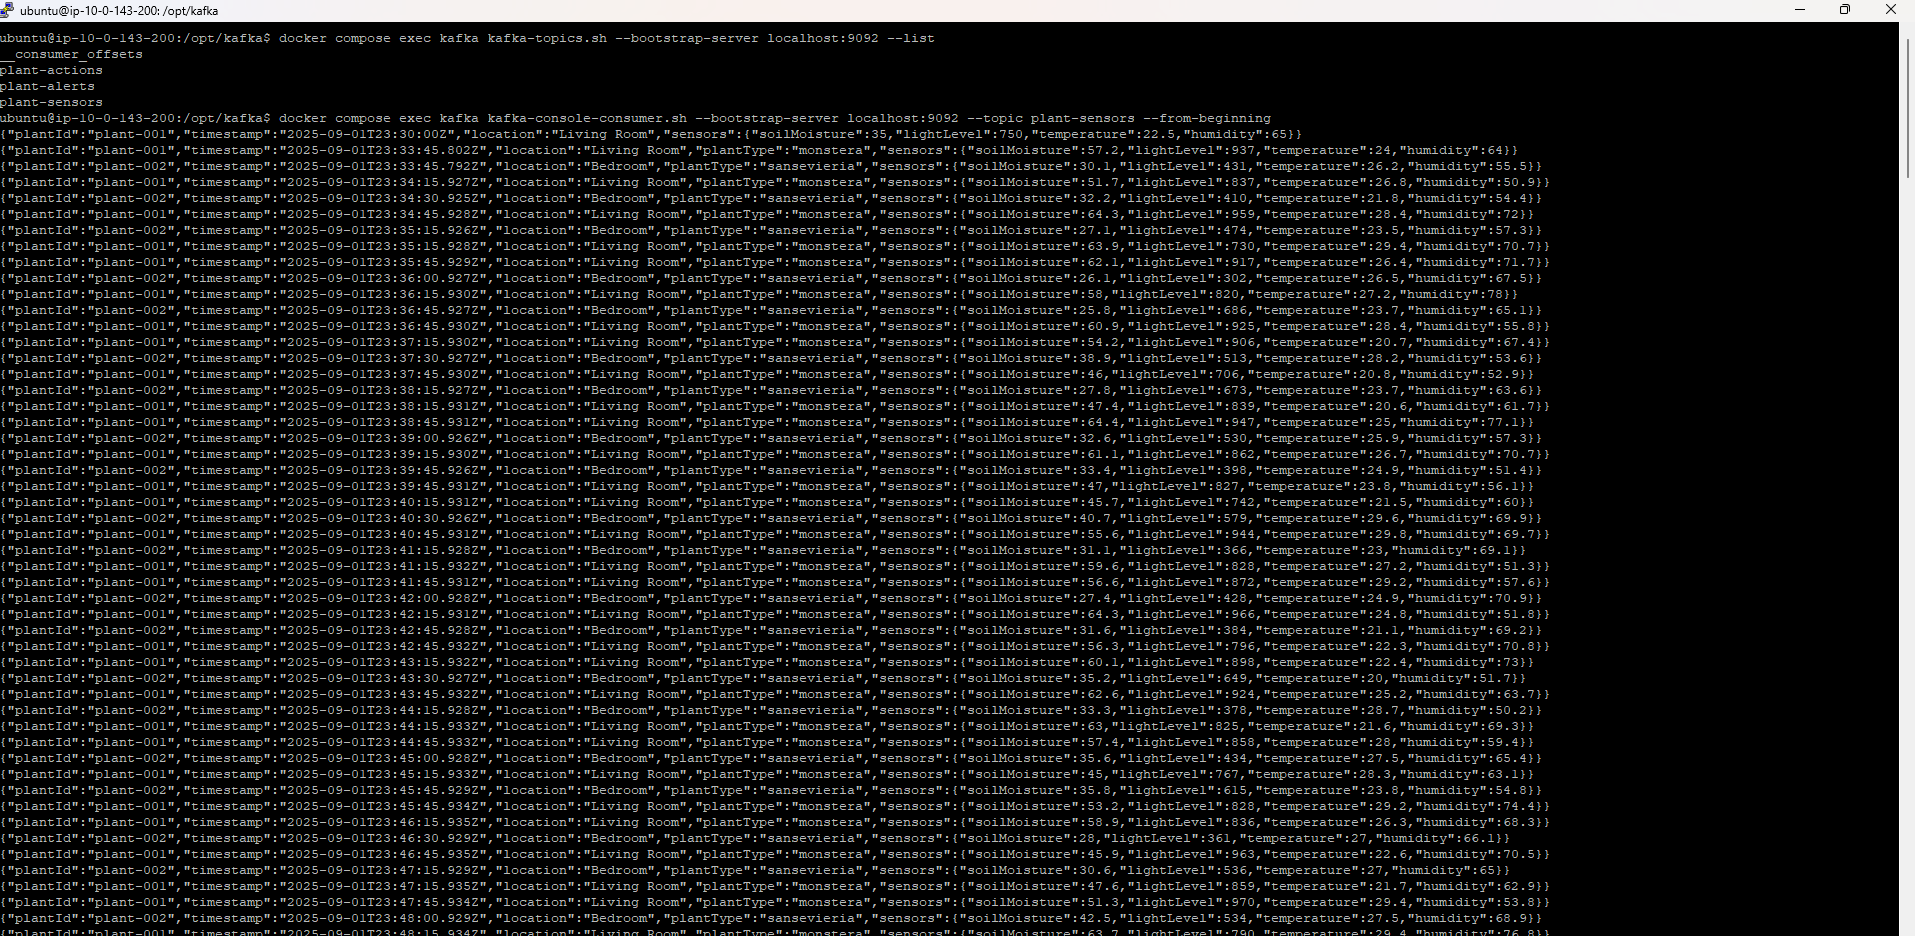 ubuntu@ip-10-0-143-200: /opt/kafka
ubuntu@ip-10-0-143-200:/opt/kafka$ docker compose exec kafka kafka-topics.sh --bootstrap-server localhost:9092 --list
__consumer_offsets
plant-actions
plant-alerts
plant-sensors
ubuntu@ip-10-0-143-200:/opt/kafka$ docker compose exec kafka kafka-console-consumer.sh --bootstrap-server localhost:9092 --topic plant-sensors --from-beginning
{"plantId":"plant-001","timestamp":"2025-09-01T23:30:00Z","location":"Living Room","sensors":{"soilMoisture":35,"lightLevel":750,"temperature":22.5,"humidity":65}}
{"plantId":"plant-001","timestamp":"2025-09-01T23:33:45.802Z","location":"Living Room","plantType":"monstera","sensors":{"soilMoisture":57.2,"lightLevel":937,"temperature":24,"humidity":64}}
{"plantId":"plant-002","timestamp":"2025-09-01T23:33:45.792Z","location":"Bedroom","plantType":"sansevieria","sensors":{"soilMoisture":30.1,"lightLevel":431,"temperature":26.2,"humidity":55.5}}
{"plantId":"plant-001","timestamp":"2025-09-01T23:34:15.927Z","location":"Living Room","plantType":"monstera","sensors":{"soilMoisture":51.7,"lightLevel":837,"temperature":26.8,"humidity":50.9}}
{"plantId":"plant-002","timestamp":"2025-09-01T23:34:30.925Z","location":"Bedroom","plantType":"sansevieria","sensors":{"soilMoisture":32.2,"lightLevel":410,"temperature":21.8,"humidity":54.4}}
{"plantId":"plant-001","timestamp":"2025-09-01T23:34:45.928Z","location":"Living Room","plantType":"monstera","sensors":{"soilMoisture":64.3,"lightLevel":959,"temperature":28.4,"humidity":72}}
{"plantId":"plant-002","timestamp":"2025-09-01T23:35:15.926Z","location":"Bedroom","plantType":"sansevieria","sensors":{"soilMoisture":27.1,"lightLevel":474,"temperature":23.5,"humidity":57.3}}
{"plantId":"plant-001","timestamp":"2025-09-01T23:35:15.928Z","location":"Living Room","plantType":"monstera","sensors":{"soilMoisture":63.9,"lightLevel":730,"temperature":29.4,"humidity":70.7}}
{"plantId":"plant-001","timestamp":"2025-09-01T23:35:45.929Z","location":"Living Room","plantType":"monstera","sensors":{"soilMoisture":62.1,"lightLevel":917,"temperature":26.4,"humidity":71.7}}
{"plantId":"plant-002","timestamp":"2025-09-01T23:36:00.927Z","location":"Bedroom","plantType":"sansevieria","sensors":{"soilMoisture":26.1,"lightLevel":302,"temperature":26.5,"humidity":67.5}}
{"plantId":"plant-001","timestamp":"2025-09-01T23:36:15.930Z","location":"Living Room","plantType":"monstera","sensors":{"soilMoisture":58,"lightLevel":820,"temperature":27.2,"humidity":78}}
{"plantId":"plant-002","timestamp":"2025-09-01T23:36:45.927Z","location":"Bedroom","plantType":"sansevieria","sensors":{"soilMoisture":25.8,"lightLevel":686,"temperature":23.7,"humidity":65.1}}
{"plantId":"plant-001","timestamp":"2025-09-01T23:36:45.930Z","location":"Living Room","plantType":"monstera","sensors":{"soilMoisture":60.9,"lightLevel":925,"temperature":28.4,"humidity":55.8}}
{"plantId":"plant-001","timestamp":"2025-09-01T23:37:15.930Z","location":"Living Room","plantType":"monstera","sensors":{"soilMoisture":54.2,"lightLevel":906,"temperature":20.7,"humidity":67.4}}
{"plantId":"plant-002","timestamp":"2025-09-01T23:37:30.927Z","location":"Bedroom","plantType":"sansevieria","sensors":{"soilMoisture":38.9,"lightLevel":513,"temperature":28.2,"humidity":53.6}}
{"plantId":"plant-001","timestamp":"2025-09-01T23:37:45.930Z","location":"Living Room","plantType":"monstera","sensors":{"soilMoisture":46,"lightLevel":706,"temperature":20.8,"humidity":52.9}}
{"plantId":"plant-002","timestamp":"2025-09-01T23:38:15.927Z","location":"Bedroom","plantType":"sansevieria","sensors":{"soilMoisture":27.8,"lightLevel":673,"temperature":23.7,"humidity":63.6}}
{"plantId":"plant-001","timestamp":"2025-09-01T23:38:15.931Z","location":"Living Room","plantType":"monstera","sensors":{"soilMoisture":47.4,"lightLevel":839,"temperature":20.6,"humidity":61.7}}
{"plantId":"plant-001","timestamp":"2025-09-01T23:38:45.931Z","location":"Living Room","plantType":"monstera","sensors":{"soilMoisture":64.4,"lightLevel":947,"temperature":25,"humidity":77.1}}
{"plantId":"plant-002","timestamp":"2025-09-01T23:39:00.926Z","location":"Bedroom","plantType":"sansevieria","sensors":{"soilMoisture":32.6,"lightLevel":530,"temperature":25.9,"humidity":57.3}}
{"plantId":"plant-001","timestamp":"2025-09-01T23:39:15.930Z","location":"Living Room","plantType":"monstera","sensors":{"soilMoisture":61.1,"lightLevel":862,"temperature":26.7,"humidity":70.7}}
{"plantId":"plant-002","timestamp":"2025-09-01T23:39:45.926Z","location":"Bedroom","plantType":"sansevieria","sensors":{"soilMoisture":33.4,"lightLevel":398,"temperature":24.9,"humidity":51.4}}
{"plantId":"plant-001","timestamp":"2025-09-01T23:39:45.931Z","location":"Living Room","plantType":"monstera","sensors":{"soilMoisture":47,"lightLevel":827,"temperature":23.8,"humidity":56.1}}
{"plantId":"plant-001","timestamp":"2025-09-01T23:40:15.931Z","location":"Living Room","plantType":"monstera","sensors":{"soilMoisture":45.7,"lightLevel":742,"temperature":21.5,"humidity":60}}
{"plantId":"plant-002","timestamp":"2025-09-01T23:40:30.926Z","location":"Bedroom","plantType":"sansevieria","sensors":{"soilMoisture":40.7,"lightLevel":579,"temperature":29.6,"humidity":69.9}}
{"plantId":"plant-001","timestamp":"2025-09-01T23:40:45.931Z","location":"Living Room","plantType":"monstera","sensors":{"soilMoisture":55.6,"lightLevel":944,"temperature":29.8,"humidity":69.7}}
{"plantId":"plant-002","timestamp":"2025-09-01T23:41:15.928Z","location":"Bedroom","plantType":"sansevieria","sensors":{"soilMoisture":31.1,"lightLevel":366,"temperature":23,"humidity":69.1}}
{"plantId":"plant-001","timestamp":"2025-09-01T23:41:15.932Z","location":"Living Room","plantType":"monstera","sensors":{"soilMoisture":59.6,"lightLevel":828,"temperature":27.2,"humidity":51.3}}
{"plantId":"plant-001","timestamp":"2025-09-01T23:41:45.931Z","location":"Living Room","plantType":"monstera","sensors":{"soilMoisture":56.6,"lightLevel":872,"temperature":29.2,"humidity":57.6}}
{"plantId":"plant-002","timestamp":"2025-09-01T23:42:00.928Z","location":"Bedroom","plantType":"sansevieria","sensors":{"soilMoisture":27.4,"lightLevel":428,"temperature":24.9,"humidity":70.9}}
{"plantId":"plant-001","timestamp":"2025-09-01T23:42:15.931Z","location":"Living Room","plantType":"monstera","sensors":{"soilMoisture":64.3,"lightLevel":966,"temperature":24.8,"humidity":51.8}}
{"plantId":"plant-002","timestamp":"2025-09-01T23:42:45.928Z","location":"Bedroom","plantType":"sansevieria","sensors":{"soilMoisture":31.6,"lightLevel":384,"temperature":21.1,"humidity":69.2}}
{"plantId":"plant-001","timestamp":"2025-09-01T23:42:45.932Z","location":"Living Room","plantType":"monstera","sensors":{"soilMoisture":56.3,"lightLevel":796,"temperature":22.3,"humidity":70.8}}
{"plantId":"plant-001","timestamp":"2025-09-01T23:43:15.932Z","location":"Living Room","plantType":"monstera","sensors":{"soilMoisture":60.1,"lightLevel":898,"temperature":22.4,"humidity":73}}
{"plantId":"plant-002","timestamp":"2025-09-01T23:43:30.927Z","location":"Bedroom","plantType":"sansevieria","sensors":{"soilMoisture":35.2,"lightLevel":649,"temperature":20,"humidity":51.7}}
{"plantId":"plant-001","timestamp":"2025-09-01T23:43:45.932Z","location":"Living Room","plantType":"monstera","sensors":{"soilMoisture":62.6,"lightLevel":924,"temperature":25.2,"humidity":63.7}}
{"plantId":"plant-002","timestamp":"2025-09-01T23:44:15.928Z","location":"Bedroom","plantType":"sansevieria","sensors":{"soilMoisture":33.3,"lightLevel":378,"temperature":28.7,"humidity":50.2}}
{"plantId":"plant-001","timestamp":"2025-09-01T23:44:15.933Z","location":"Living Room","plantType":"monstera","sensors":{"soilMoisture":63,"lightLevel":825,"temperature":21.6,"humidity":69.3}}
{"plantId":"plant-001","timestamp":"2025-09-01T23:44:45.933Z","location":"Living Room","plantType":"monstera","sensors":{"soilMoisture":57.4,"lightLevel":858,"temperature":28,"humidity":59.4}}
{"plantId":"plant-002","timestamp":"2025-09-01T23:45:00.928Z","location":"Bedroom","plantType":"sansevieria","sensors":{"soilMoisture":35.6,"lightLevel":434,"temperature":27.5,"humidity":65.4}}
{"plantId":"plant-001","timestamp":"2025-09-01T23:45:15.933Z","location":"Living Room","plantType":"monstera","sensors":{"soilMoisture":45,"lightLevel":767,"temperature":28.3,"humidity":63.1}}
{"plantId":"plant-002","timestamp":"2025-09-01T23:45:45.929Z","location":"Bedroom","plantType":"sansevieria","sensors":{"soilMoisture":35.8,"lightLevel":615,"temperature":23.8,"humidity":54.8}}
{"plantId":"plant-001","timestamp":"2025-09-01T23:45:45.934Z","location":"Living Room","plantType":"monstera","sensors":{"soilMoisture":53.2,"lightLevel":828,"temperature":29.2,"humidity":74.4}}
{"plantId":"plant-001","timestamp":"2025-09-01T23:46:15.935Z","location":"Living Room","plantType":"monstera","sensors":{"soilMoisture":58.9,"lightLevel":836,"temperature":26.3,"humidity":68.3}}
{"plantId":"plant-002","timestamp":"2025-09-01T23:46:30.929Z","location":"Bedroom","plantType":"sansevieria","sensors":{"soilMoisture":28,"lightLevel":361,"temperature":27,"humidity":66.1}}
{"plantId":"plant-001","timestamp":"2025-09-01T23:46:45.935Z","location":"Living Room","plantType":"monstera","sensors":{"soilMoisture":45.9,"lightLevel":963,"temperature":22.6,"humidity":70.5}}
{"plantId":"plant-002","timestamp":"2025-09-01T23:47:15.929Z","location":"Bedroom","plantType":"sansevieria","sensors":{"soilMoisture":30.6,"lightLevel":536,"temperature":27,"humidity":65}}
{"plantId":"plant-001","timestamp":"2025-09-01T23:47:15.935Z","location":"Living Room","plantType":"monstera","sensors":{"soilMoisture":47.6,"lightLevel":859,"temperature":21.7,"humidity":62.9}}
{"plantId":"plant-001","timestamp":"2025-09-01T23:47:45.934Z","location":"Living Room","plantType":"monstera","sensors":{"soilMoisture":51.3,"lightLevel":970,"temperature":29.4,"humidity":53.8}}
{"plantId":"plant-002","timestamp":"2025-09-01T23:48:00.929Z","location":"Bedroom","plantType":"sansevieria","sensors":{"soilMoisture":42.5,"lightLevel":534,"temperature":27.5,"humidity":68.9}}
{"plantId":"plant-001","timestamp":"2025-09-01T23:48:15.934Z","location":"Living Room","plantType":"monstera","sensors":{"soilMoisture":63.7,"lightLevel":790,"temperature":29.4,"humidity":76.8}}